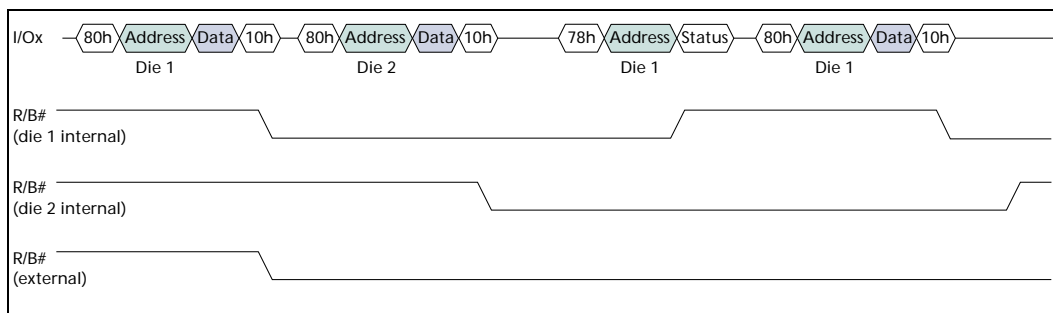 I/Ox 80h Address Data 10h 80h Address Data 10h 78h Address Status 80h Address Data 10h
Die 1 Die 2 Die 1 Die 1
R/B#
(die 1 internal)
R/B#
(die 2 internal)
R/B#
(external)